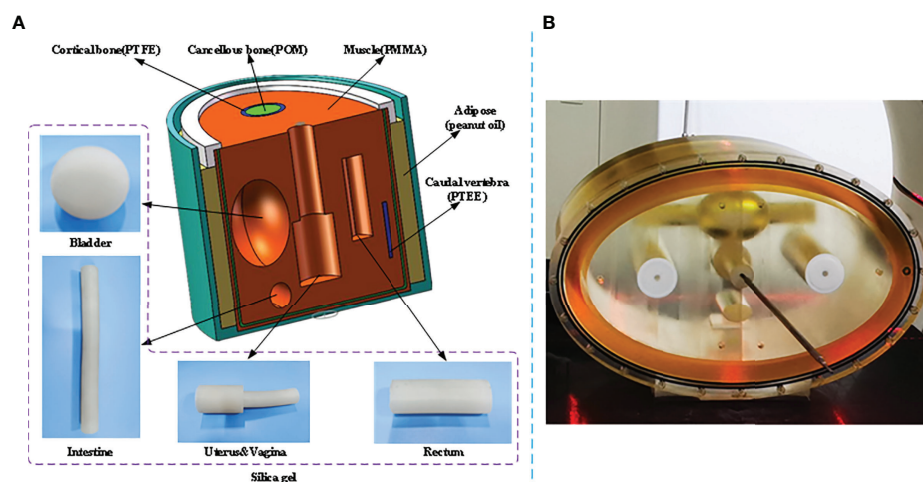 A
B
Cortical bone(PTFE)
Cancellous bone(POM)
Muscle(PMMA)
Adipose
(peanut oil)
Caudal vertebra
(PTEE)
Bladder
Intestine
Uterus&Vagina
Rectum
Silica gel